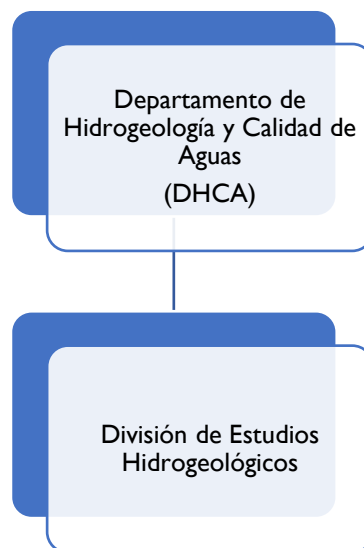 Departamento de
Hidrogeología y Calidad de
Aguas
(DHCA)
División de Estudios
Hidrogeológicos